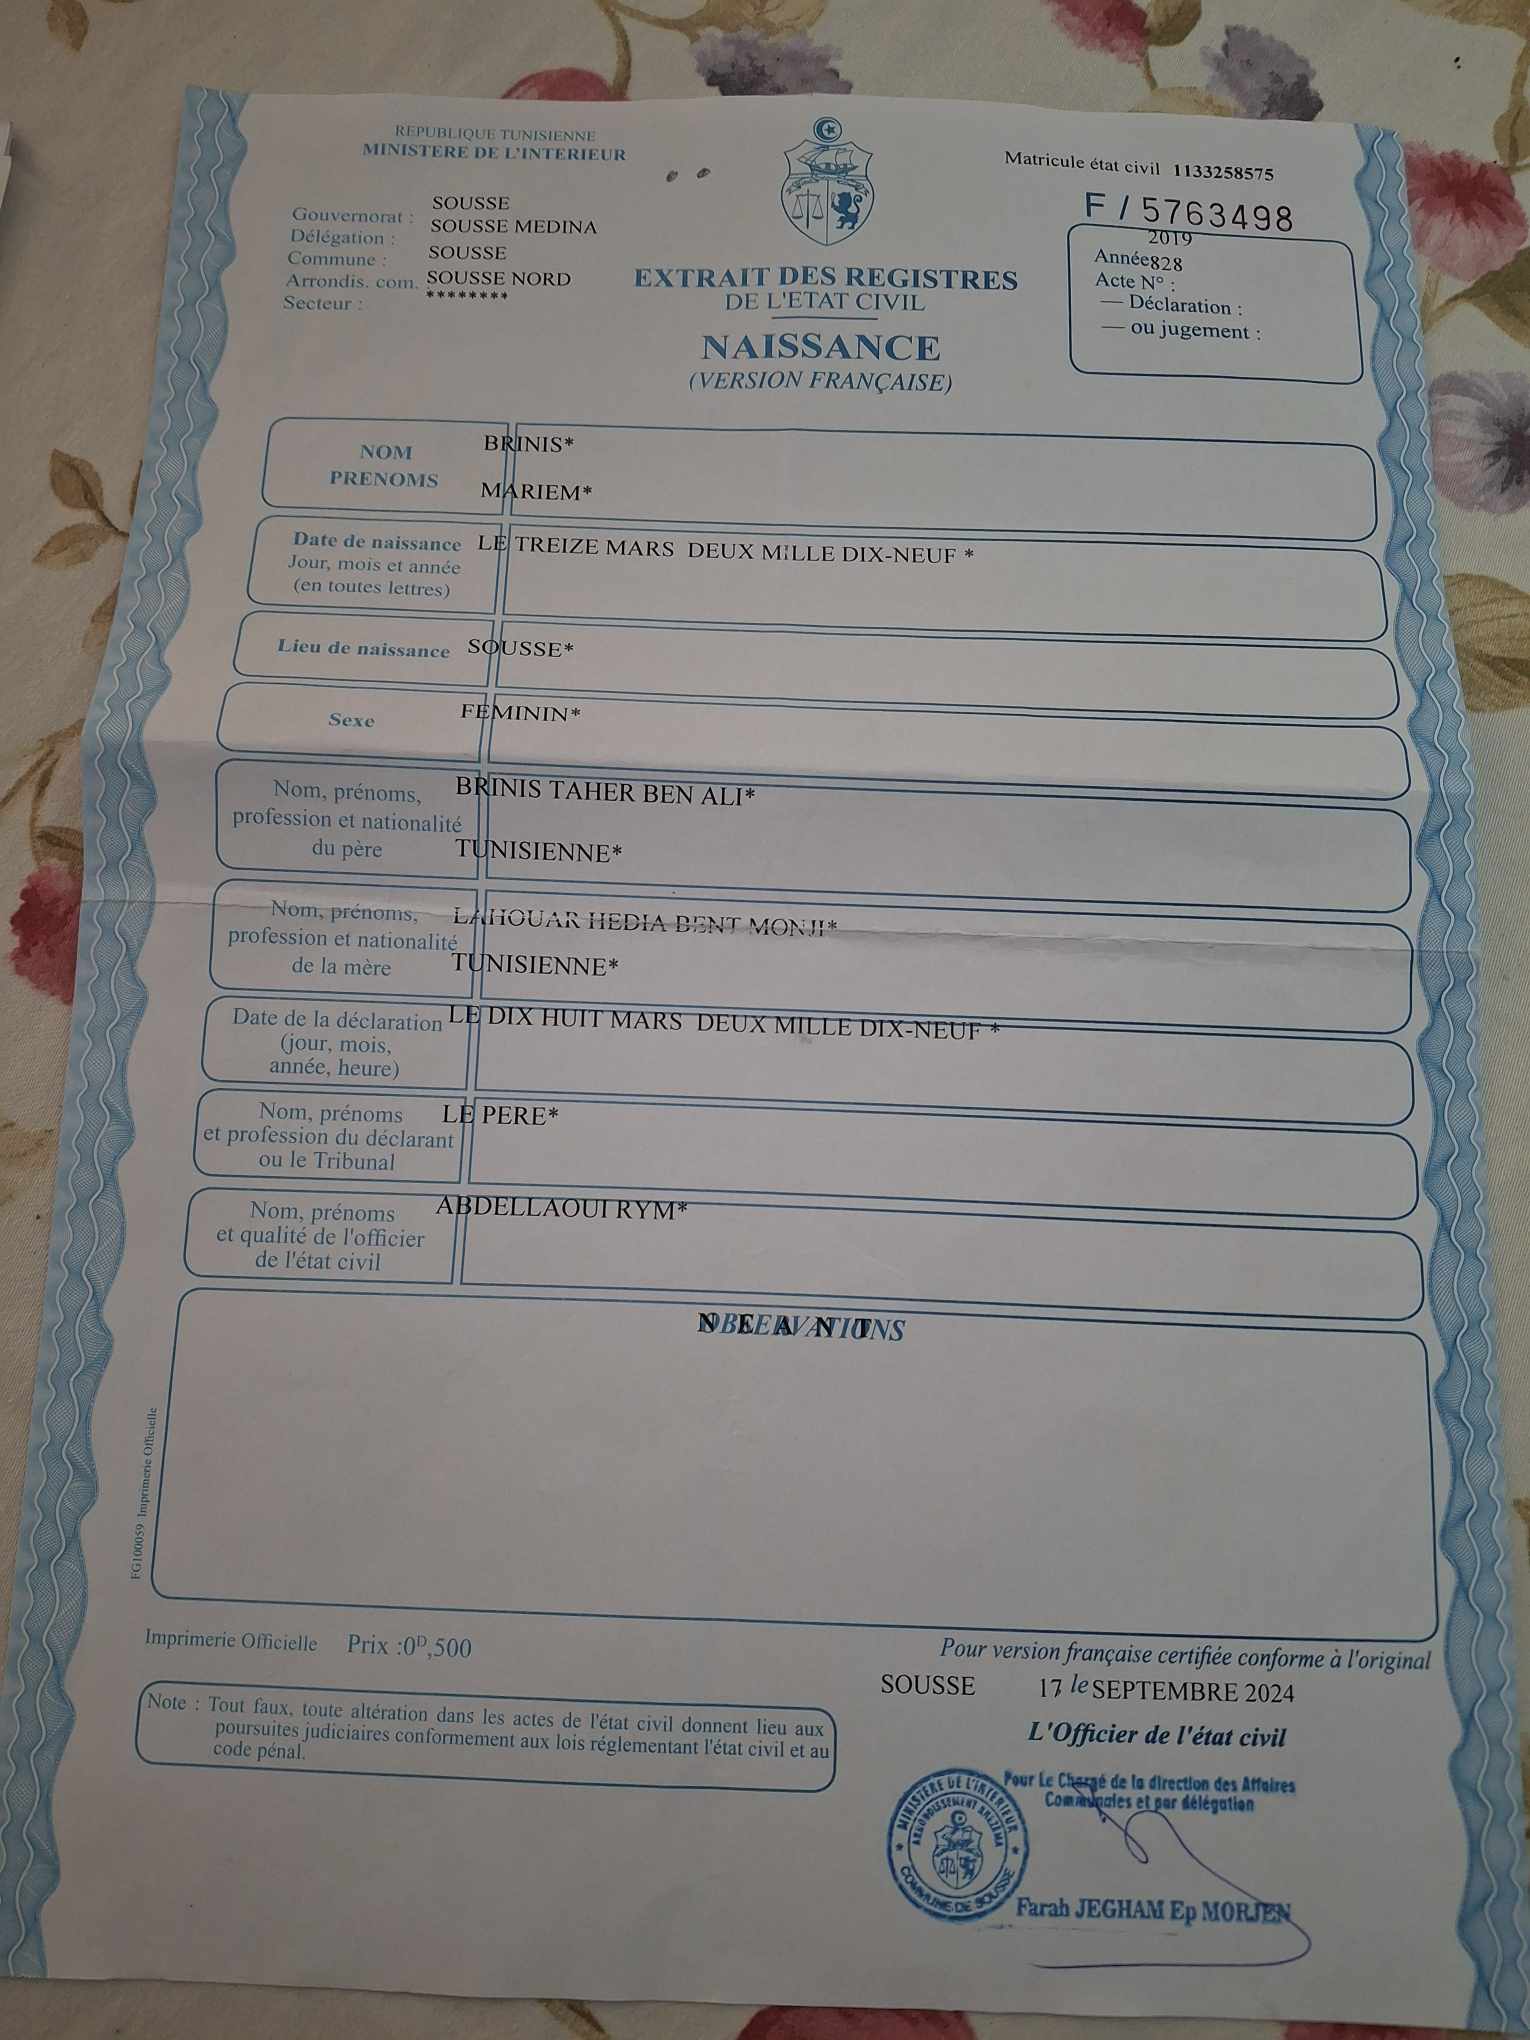 REPUBLIQUE TUNISIENNE
MINISTERE DE L'INTERIEUR
Gouvernorat : SOUSSE
Délégation : SOUSSE MEDINA
Commune : SOUSSE
Arrondis. com. SOUSSE NORD
Secteur : ********
Matricule état civil 1133258575
F / 5763498
2019
Année 828
Acte N° :
— Déclaration :
— ou jugement :
EXTRAIT DES REGISTRES
DE L'ETAT CIVIL
NAISSANCE
(VERSION FRANÇAISE)
NOM BRINIS*
PRENOMS MARIEM*
Date de naissance LE TREIZE MARS DEUX MILLE DIX-NEUF *
Jour, mois et année
(en toutes lettres)
Lieu de naissance SOUSSE*
Sexe FEMININ*
Nom, prénoms, BRINIS TAHER BEN ALI*
profession et nationalité
du père TUNISIENNE*
Nom, prénoms, LAHOUAR HEDIA BENT MONJI*
profession et nationalité
de la mère TUNISIENNE*
Date de la déclaration LE DIX HUIT MARS DEUX MILLE DIX-NEUF *
(jour, mois,
année, heure)
Nom, prénoms LE PERE*
et profession du déclarant
ou le Tribunal
Nom, prénoms ABDELLAOUI RYM*
et qualité de l'officier
de l'état civil
OBSERVATIONS
N E A N T
FG100059 Imprimerie Officielle
Imprimerie Officielle Prix :0D,500
Pour version française certifiée conforme à l'original
SOUSSE 17 le SEPTEMBRE 2024
L'Officier de l'état civil
Note : Tout faux, toute altération dans les actes de l'état civil donnent lieu aux
poursuites judiciaires conformement aux lois réglementant l'état civil et au
code pénal.
Pour Le Chargé de la direction des Affaires
Communales et par délégation
MINISTERE DE L'INTERIEUR
COMMUNE DE SOUSSE
Farah JEGHAM Ep MORJEN